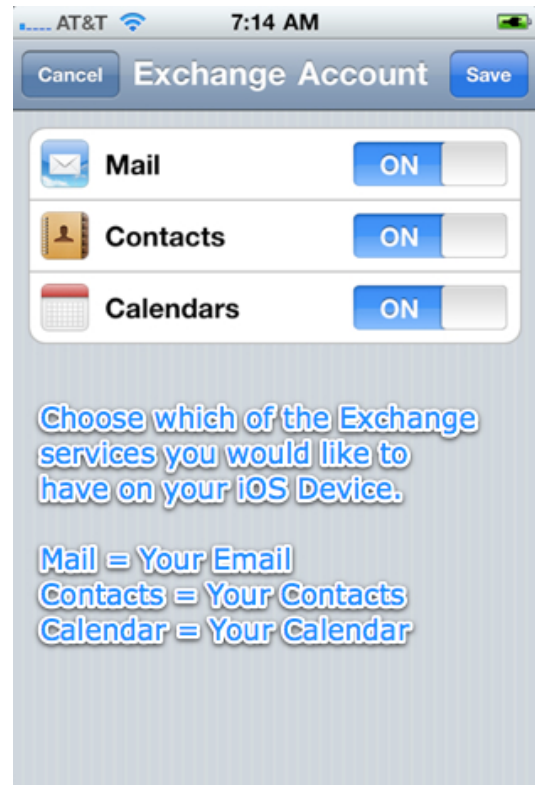 AT&T 7:14 AM
Cancel Exchange Account Save
Mail ON
Contacts ON
Calendars ON
Choose which of the Exchange
services you would like to
have on your iOS Device.
Mail = Your Email
Contacts = Your Contacts
Calendar = Your Calendar